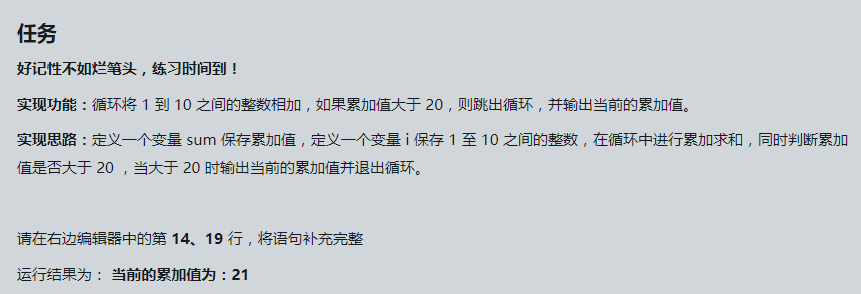 任务
好记性不如烂笔头，练习时间到！
实现功能：循环将 1 到 10 之间的整数相加，如果累加值大于 20，则跳出循环，并输出当前的累加值。
实现思路：定义一个变量 sum 保存累加值，定义一个变量 i 保存 1 至 10 之间的整数，在循环中进行累加求和，同时判断累加
值是否大于 20 ，当大于 20 时输出当前的累加值并退出循环。
请在右边编辑器中的第 14、19 行，将语句补充完整
运行结果为： 当前的累加值为：21